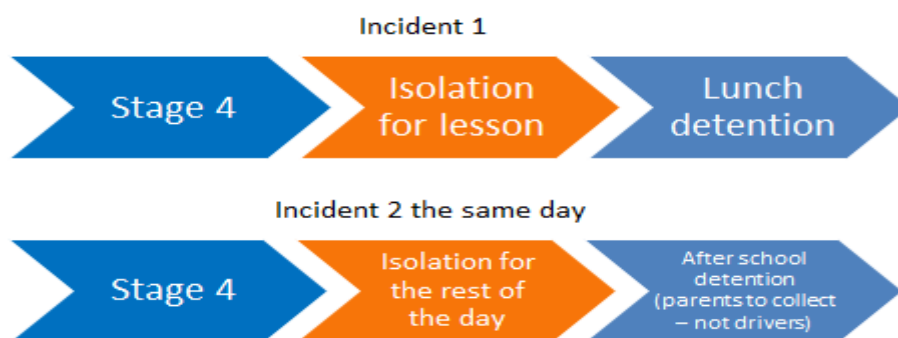 Incident 1
Stage 4
Isolation
for lesson
Lunch
detention
Incident 2 the same day
Stage 4
Isolation for
the rest of
the day
After school
detention
(parents to collect
– not drivers)